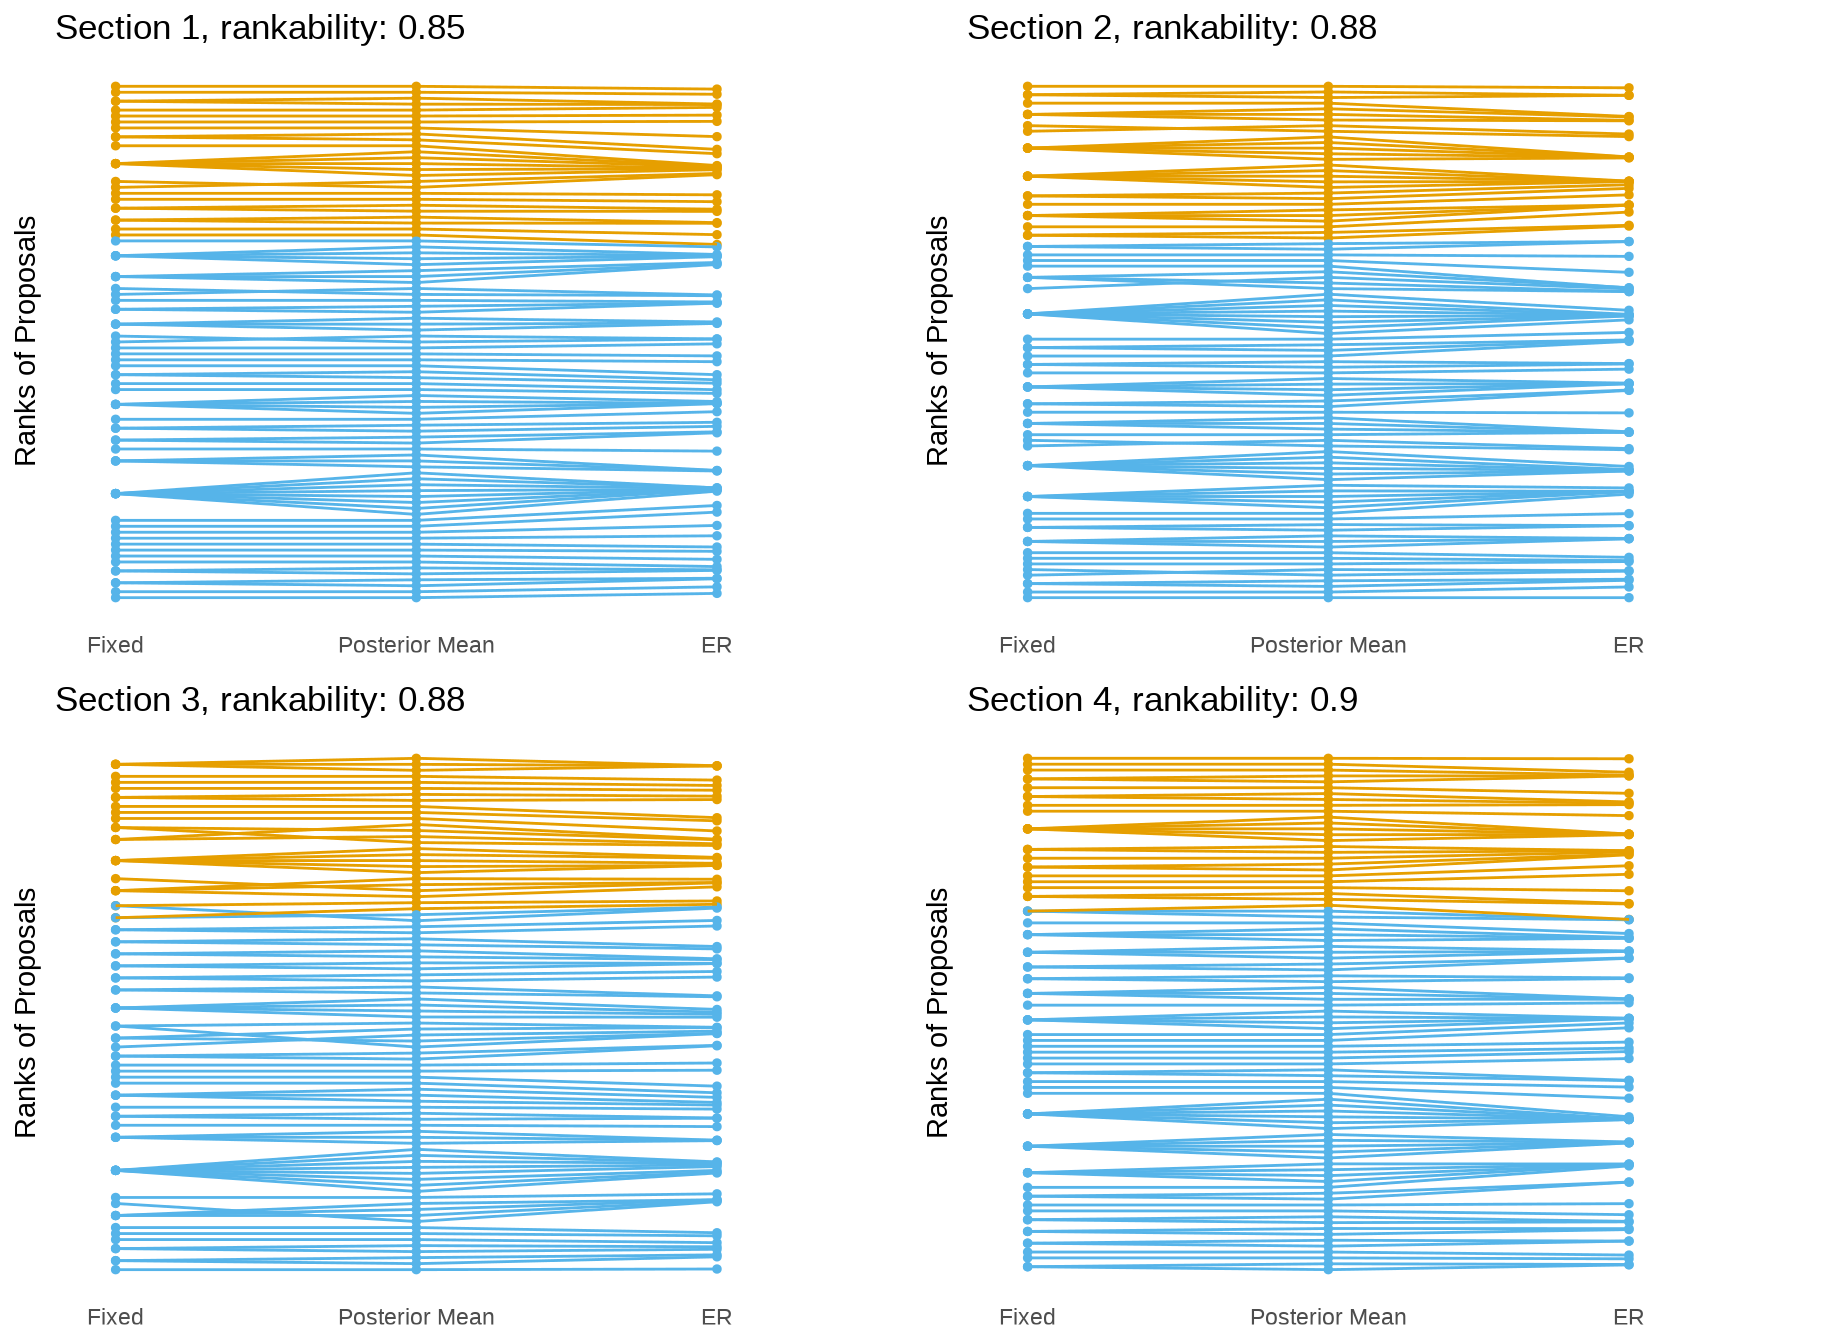 Section 1, rankability: 0.85
Ranks of Proposals
Fixed
Posterior Mean
ER
Section 2, rankability: 0.88
Ranks of Proposals
Fixed
Posterior Mean
ER
Section 3, rankability: 0.88
Ranks of Proposals
Fixed
Posterior Mean
ER
Section 4, rankability: 0.9
Ranks of Proposals
Fixed
Posterior Mean
ER